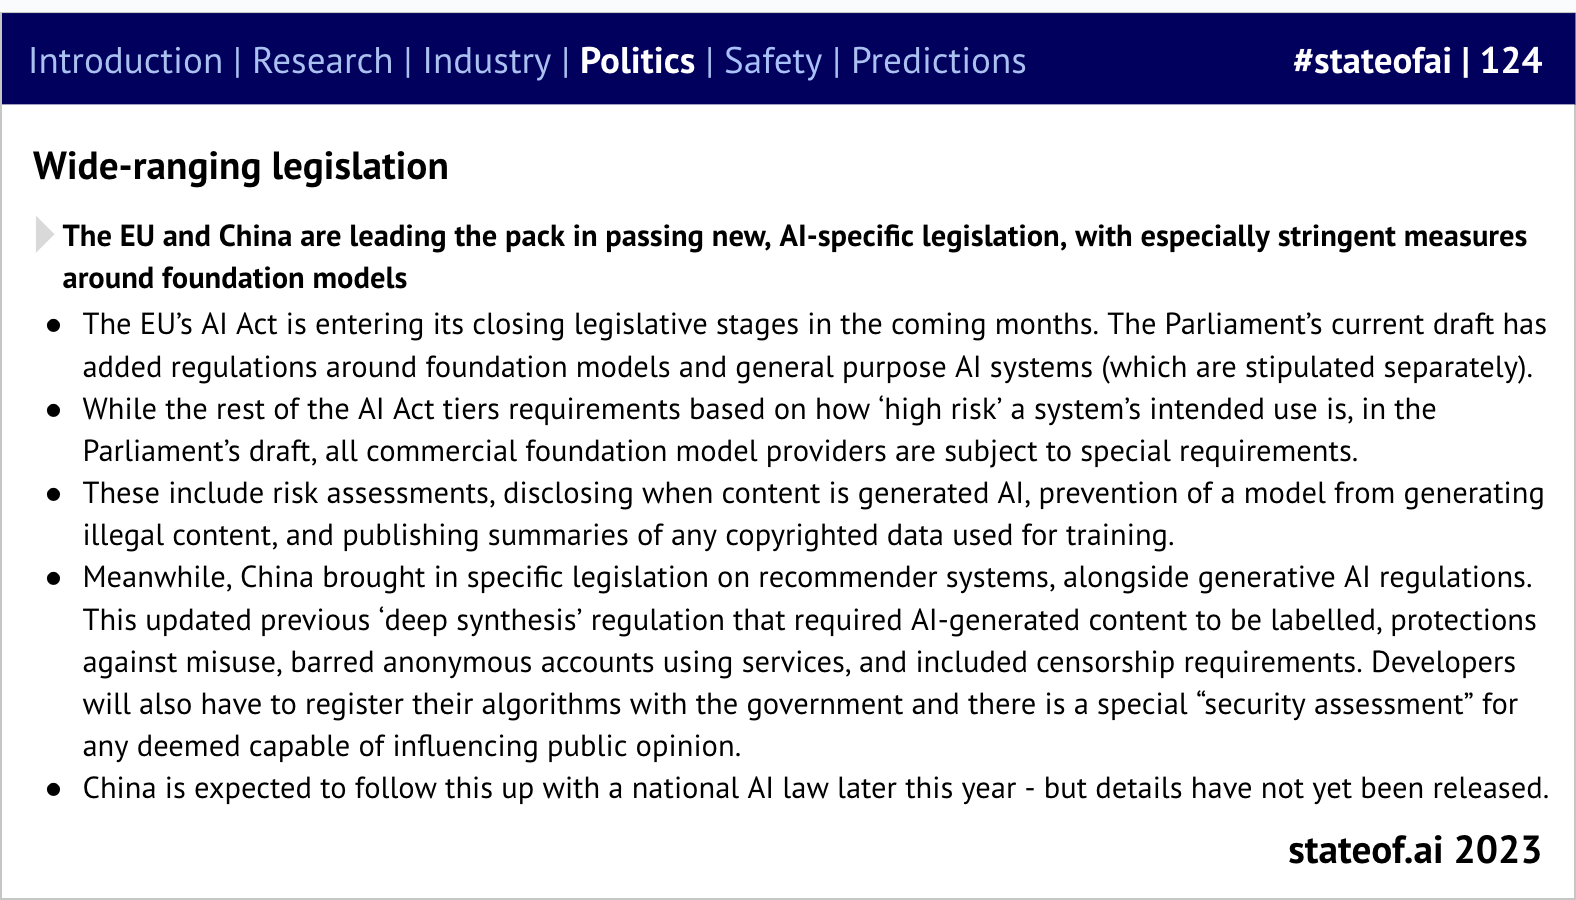 Introduction | Research | Industry | Politics | Safety | Predictions #stateofai | 124
Wide-ranging legislation
The EU and China are leading the pack in passing new, AI-specific legislation, with especially stringent measures
around foundation models
● The EU’s AI Act is entering its closing legislative stages in the coming months. The Parliament’s current draft has
added regulations around foundation models and general purpose AI systems (which are stipulated separately).
● While the rest of the AI Act tiers requirements based on how ‘high risk’ a system’s intended use is, in the
Parliament’s draft, all commercial foundation model providers are subject to special requirements.
● These include risk assessments, disclosing when content is generated AI, prevention of a model from generating
illegal content, and publishing summaries of any copyrighted data used for training.
● Meanwhile, China brought in specific legislation on recommender systems, alongside generative AI regulations.
This updated previous ‘deep synthesis’ regulation that required AI-generated content to be labelled, protections
against misuse, barred anonymous accounts using services, and included censorship requirements. Developers
will also have to register their algorithms with the government and there is a special “security assessment” for
any deemed capable of influencing public opinion.
● China is expected to follow this up with a national AI law later this year - but details have not yet been released.
stateof.ai 2023